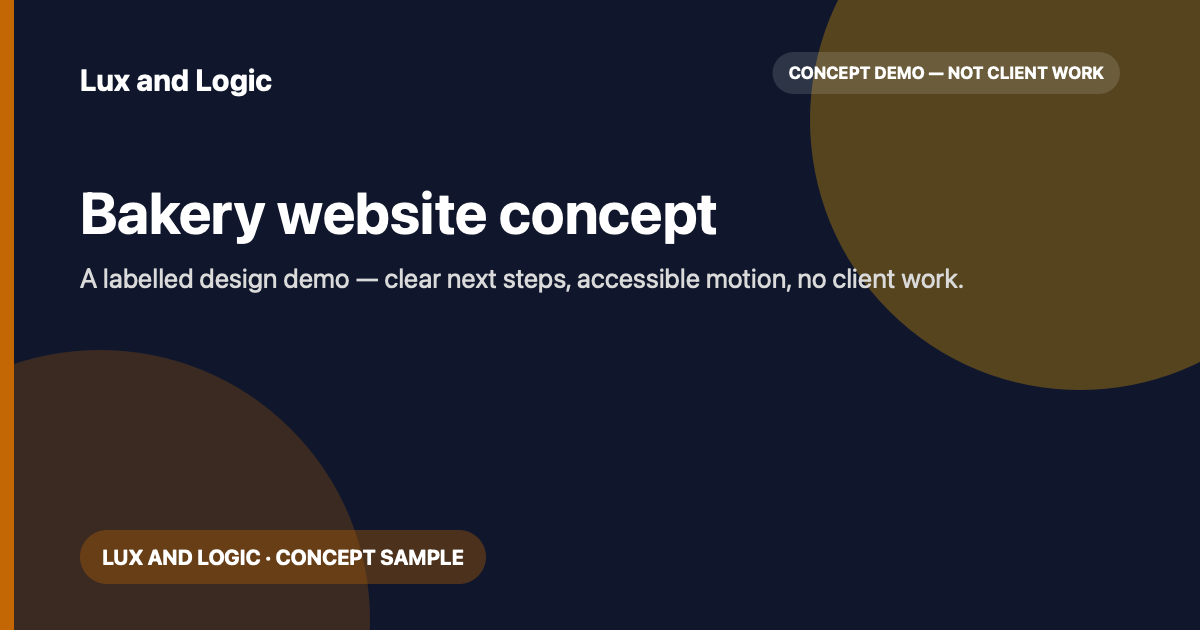 Lux and Logic
CONCEPT DEMO — NOT CLIENT WORK
Bakery website concept
A labelled design demo — clear next steps, accessible motion, no client work.
LUX AND LOGIC · CONCEPT SAMPLE